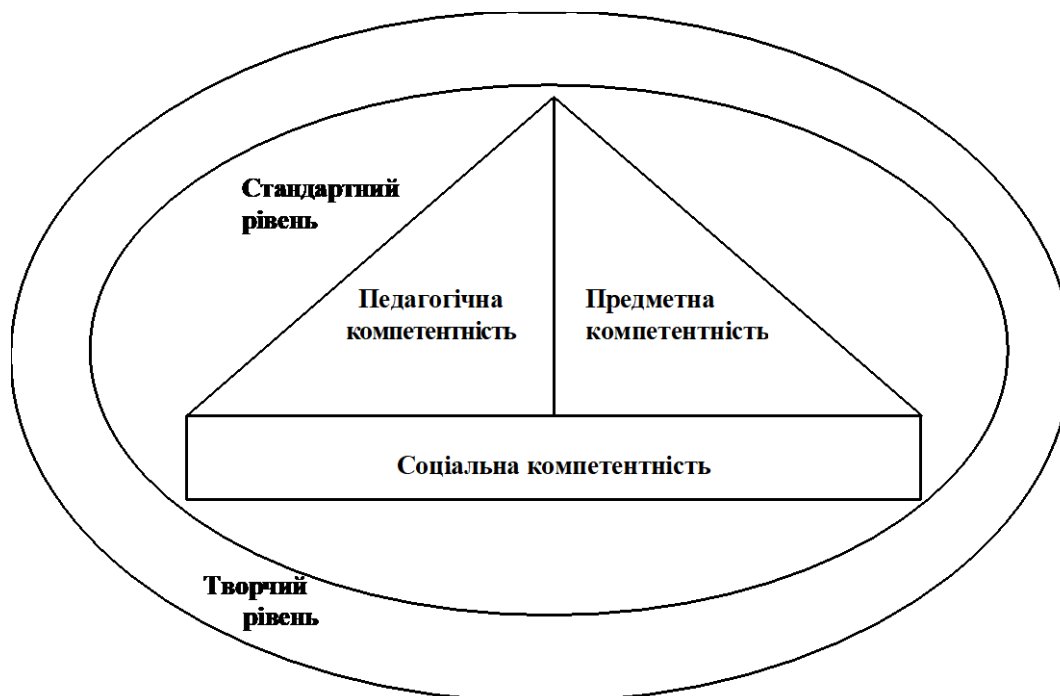 Стандартний
рівень
Педагогічна
компетентність
Предметна
компетентність
Соціальна компетентність
Творчий
рівень